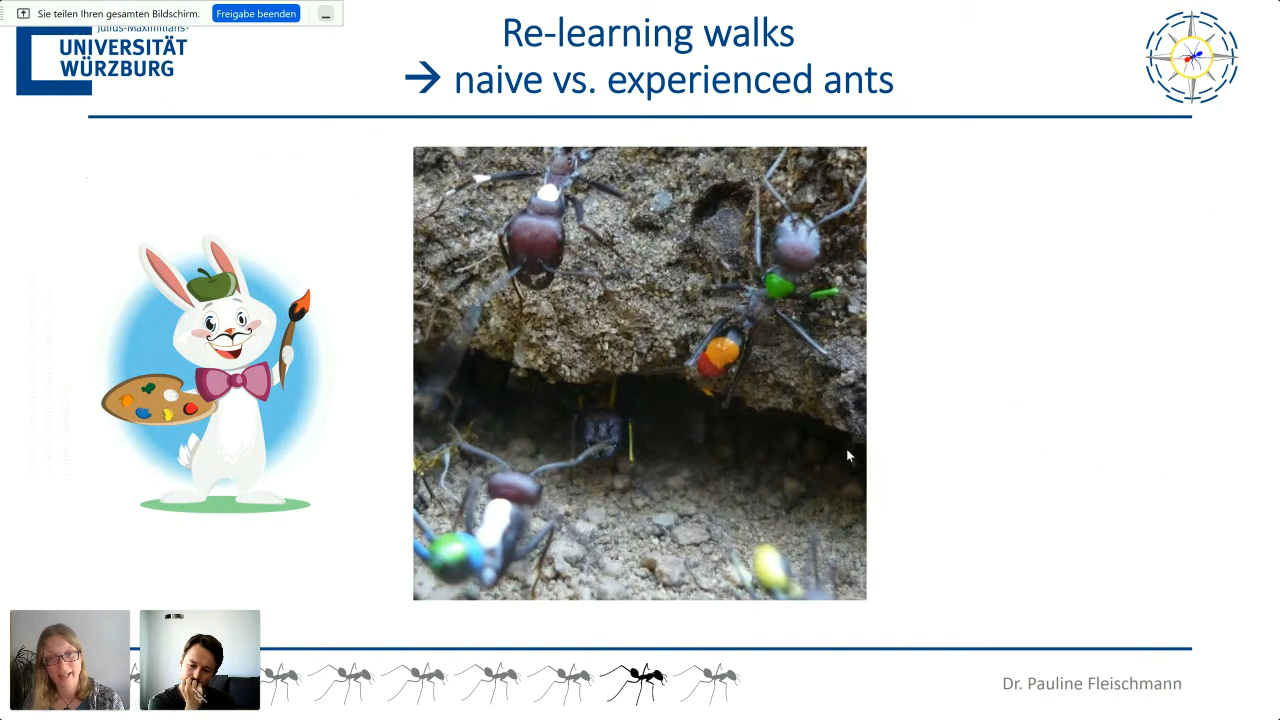 Sie teilen Ihren gesamten Bildschirm.
Freigabe beenden
Julius-Maximilians-
UNIVERSITÄT
WÜRZBURG
Re-learning walks
→ naive vs. experienced ants
Dr. Pauline Fleischmann